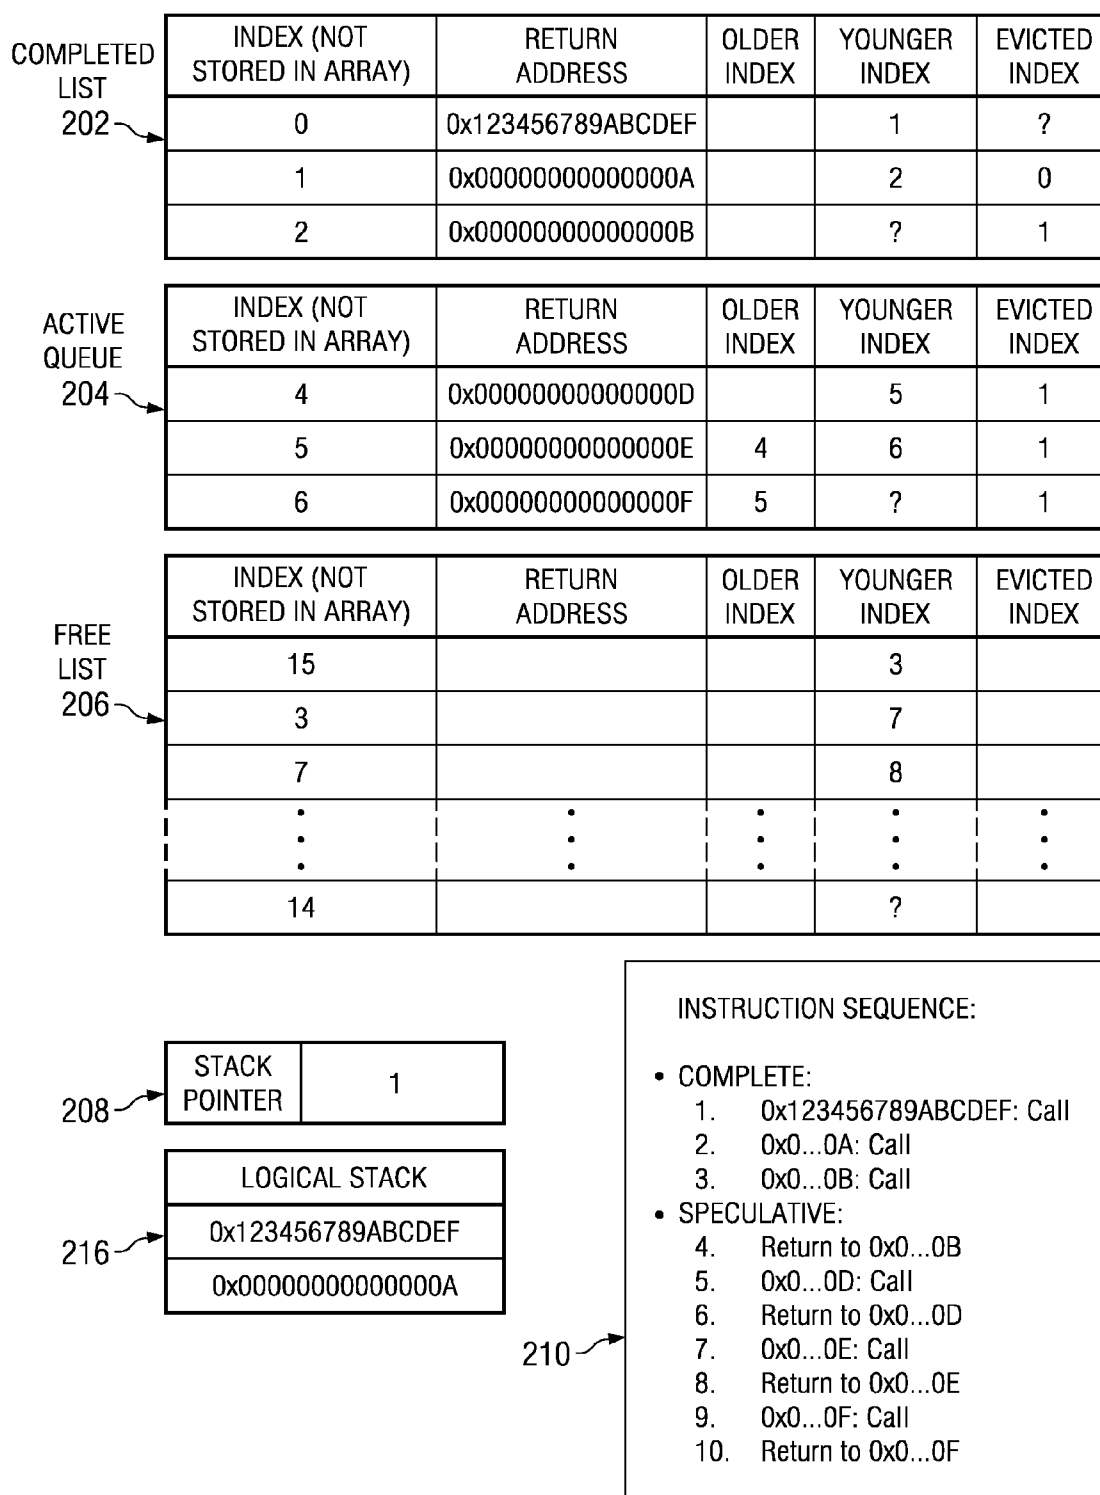 COMPLETED
LIST
202
INDEX (NOT STORED IN ARRAY) RETURN ADDRESS OLDER INDEX YOUNGER INDEX EVICTED INDEX
0 0x123456789ABCDEF 1 ?
1 0x00000000000000A 2 0
2 0x00000000000000B ? 1
ACTIVE
QUEUE
204
INDEX (NOT STORED IN ARRAY) RETURN ADDRESS OLDER INDEX YOUNGER INDEX EVICTED INDEX
4 0x00000000000000D 5 1
5 0x00000000000000E 4 6 1
6 0x00000000000000F 5 ? 1
FREE
LIST
206
INDEX (NOT STORED IN ARRAY) RETURN ADDRESS OLDER INDEX YOUNGER INDEX EVICTED INDEX
15 3
3 7
7 8
14 ?
208
STACK POINTER 1
216
LOGICAL STACK
0x123456789ABCDEF
0x00000000000000A
210
INSTRUCTION SEQUENCE:
• COMPLETE:
1. 0x123456789ABCDEF: Call
2. 0x0...0A: Call
3. 0x0...0B: Call
• SPECULATIVE:
4. Return to 0x0...0B
5. 0x0...0D: Call
6. Return to 0x0...0D
7. 0x0...0E: Call
8. Return to 0x0...0E
9. 0x0...0F: Call
10. Return to 0x0...0F